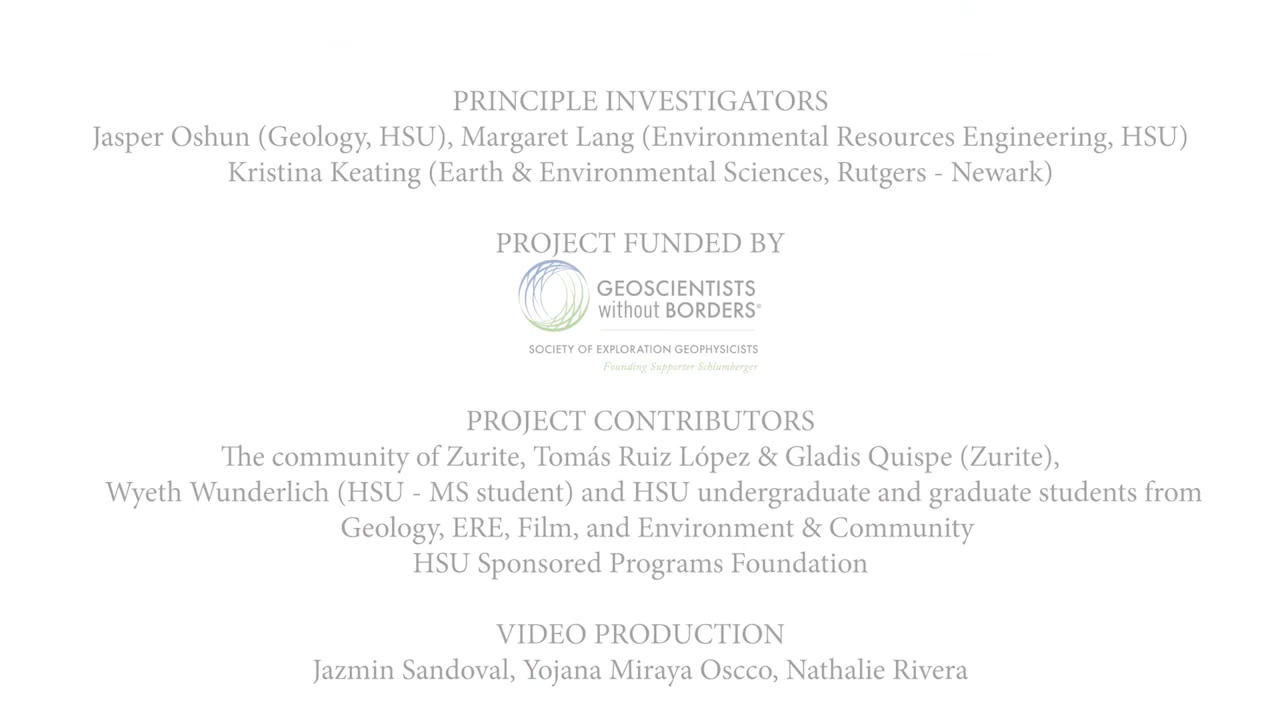 PRINCIPLE INVESTIGATORS
Jasper Oshun (Geology, HSU), Margaret Lang (Environmental Resources Engineering, HSU)
Kristina Keating (Earth & Environmental Sciences, Rutgers - Newark)
PROJECT FUNDED BY
GEOSCIENTISTS
without BORDERS®
SOCIETY OF EXPLORATION GEOPHYSICISTS
Founding Supporter Schlumberger
PROJECT CONTRIBUTORS
The community of Zurite, Tomás Ruiz López & Gladis Quispe (Zurite),
Wyeth Wunderlich (HSU - MS student) and HSU undergraduate and graduate students from
Geology, ERE, Film, and Environment & Community
HSU Sponsored Programs Foundation
VIDEO PRODUCTION
Jazmin Sandoval, Yojana Miraya Oscco, Nathalie Rivera